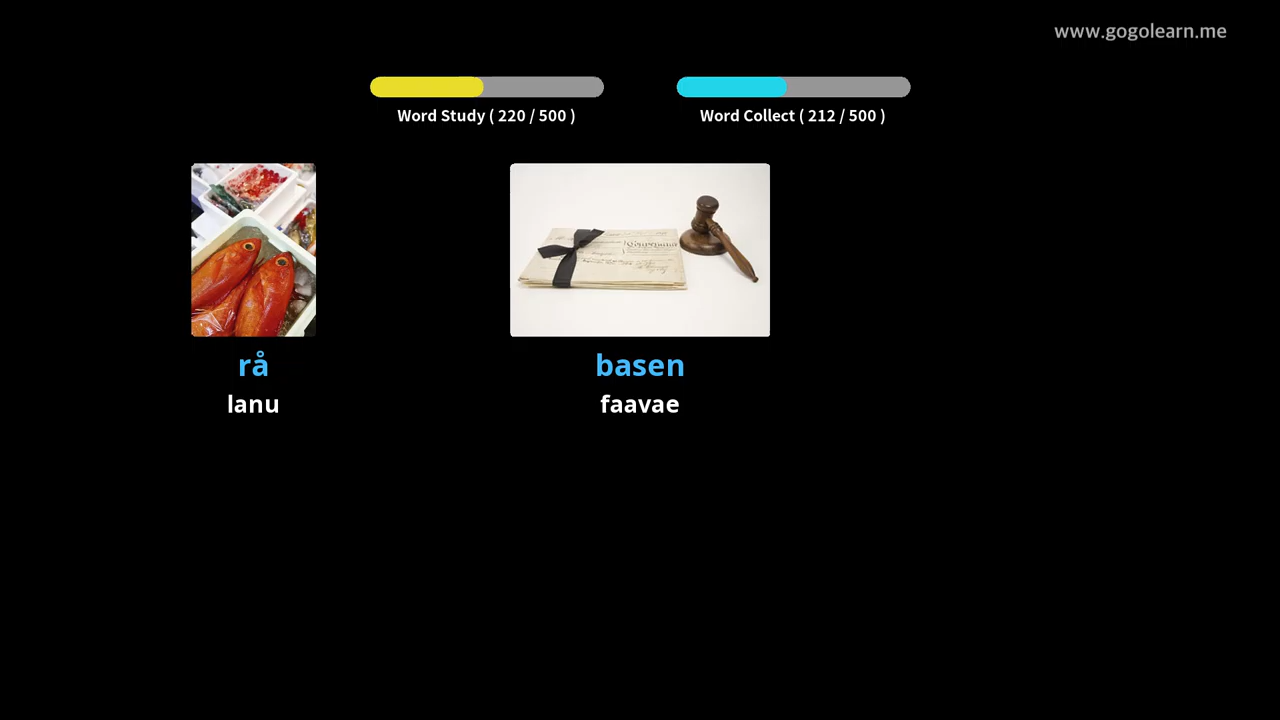 www.gogolearn.me
Word Study ( 220 / 500 )
Word Collect ( 212 / 500 )
rå
lanu
basen
faavae